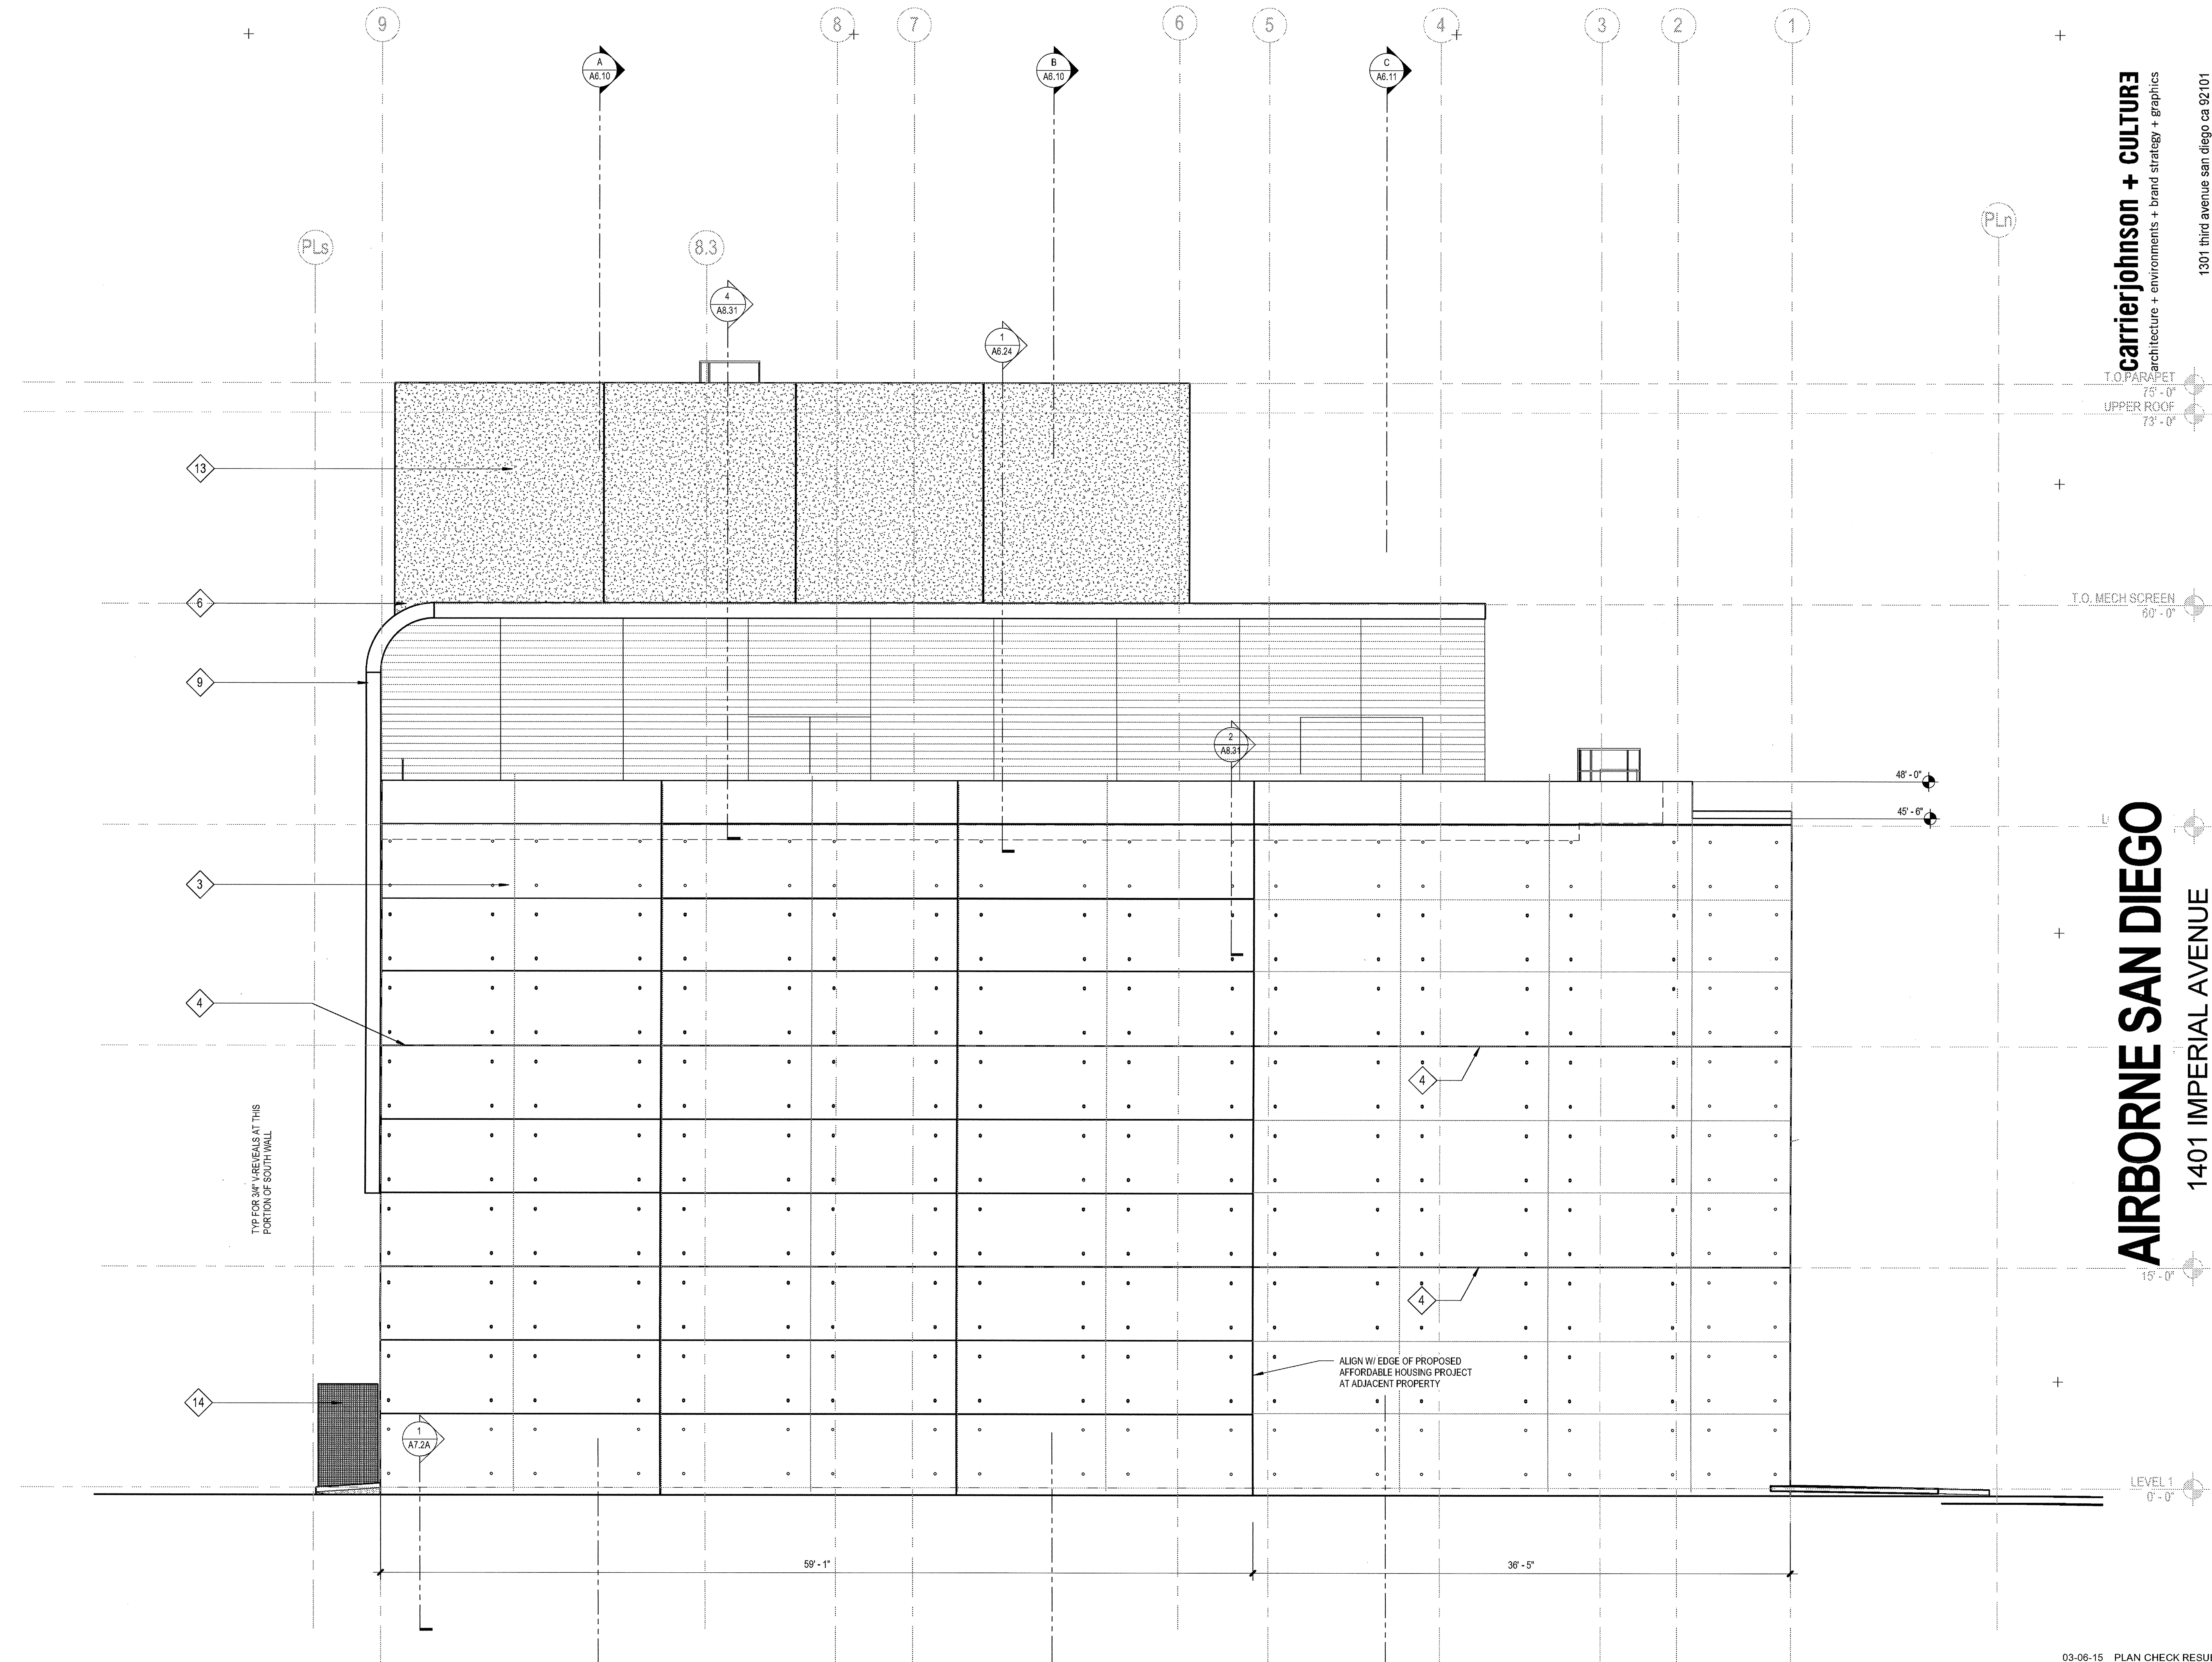 9
8
7
6
5
4
3
2
1
A
A6.10
B
A6.10
C
A6.11
PLs
8.3
PLn
4
A8.31
1
A6.24
carrierjohnson + CULTURE
architecture + environments + brand strategy + graphics
1301 third avenue san diego ca 92101
T.O.PARAPET
75' - 0"
UPPER ROOF
73' - 0"
13
6
T.O. MECH SCREEN
60' - 0"
9
2
A8.31
48' - 0"
45' - 6"
3
4
4
AIRBORNE SAN DIEGO
1401 IMPERIAL AVENUE
TYP FOR 3/4" V-REVEALS AT THIS
PORTION OF SOUTH WALL
15' - 0"
4
ALIGN W/ EDGE OF PROPOSED
AFFORDABLE HOUSING PROJECT
AT ADJACENT PROPERTY
14
1
A7.2A
LEVEL 1
0' - 0"
59' - 1"
36' - 5"
03-06-15 PLAN CHECK